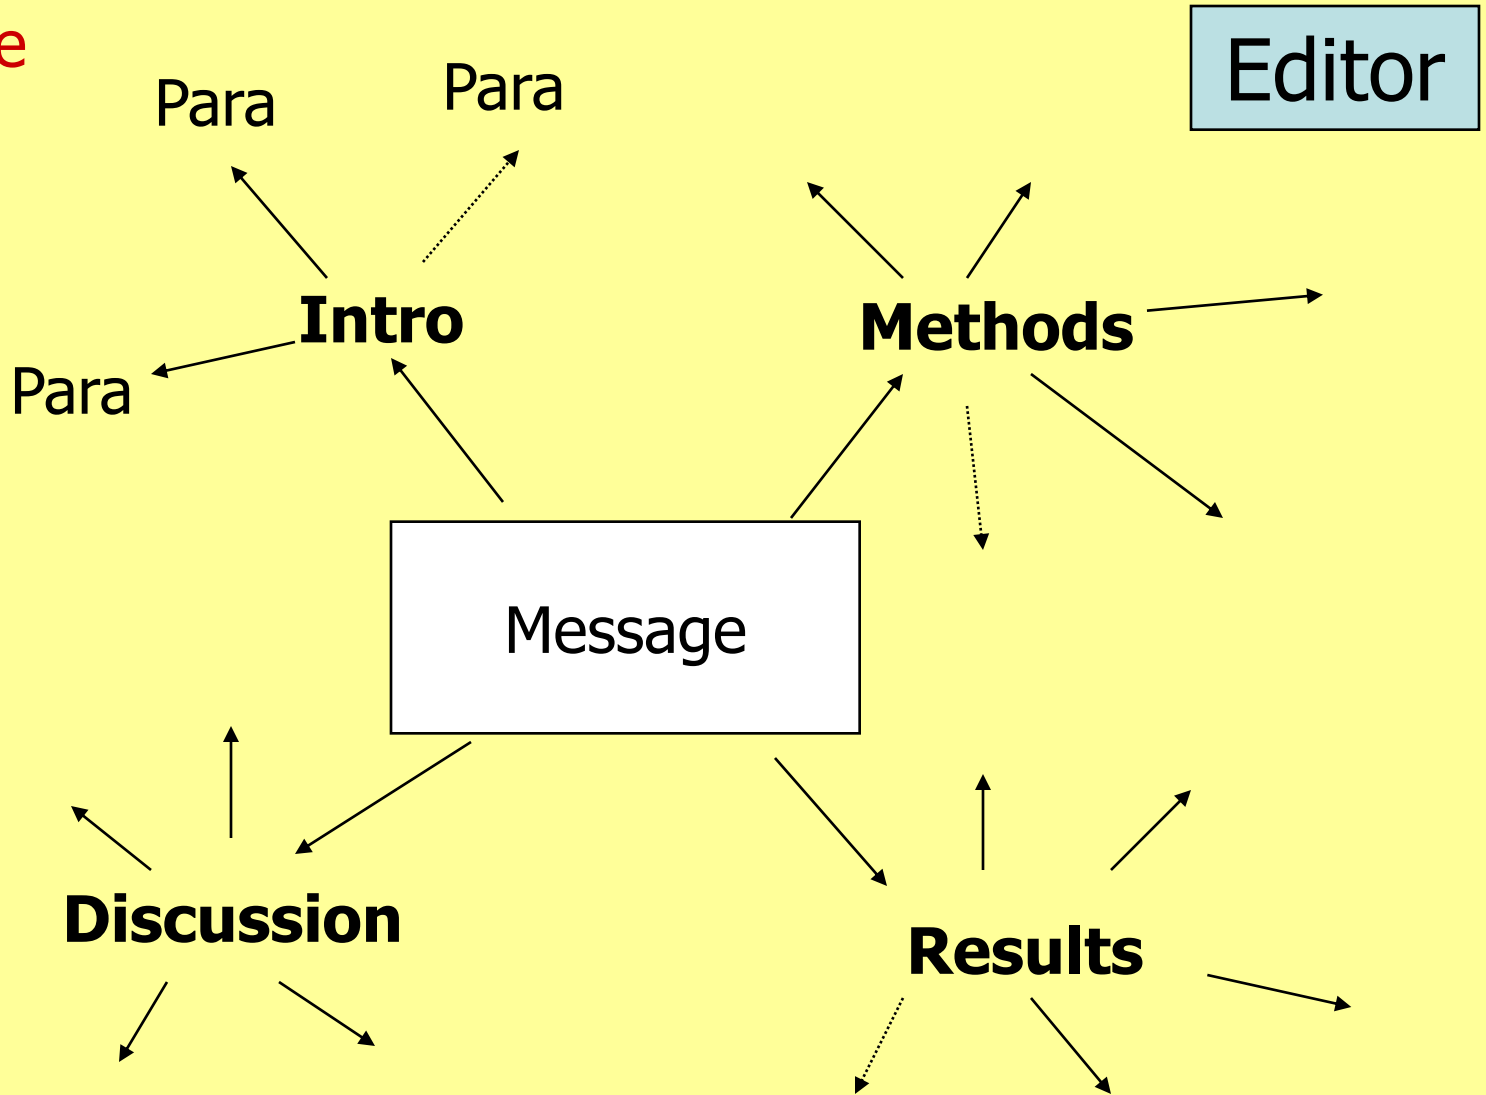 e
Editor
Para
Para
Intro
Methods
Para
Message
Discussion
Results